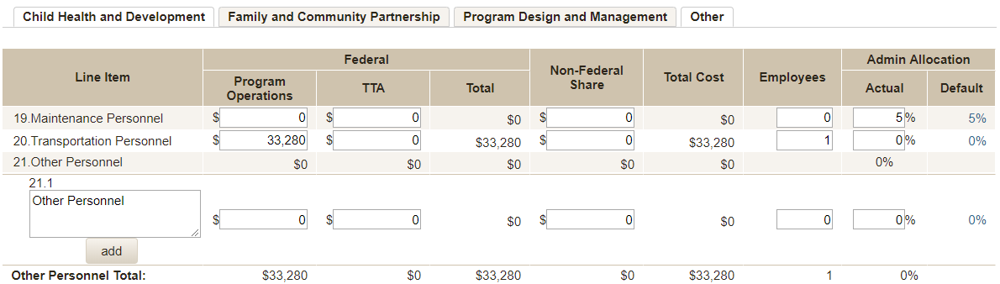 Child Health and Development Family and Community Partnership Program Design and Management Other
Line Item Federal Non-Federal Share Total Cost Employees Admin Allocation
Program Operations TTA Total Actual Default
19.Maintenance Personnel $ 0 $ 0 $0 $ 0 $0 0 5% 5%
20.Transportation Personnel $ 33,280 $ 0 $33,280 $ 0 $33,280 1 0% 0%
21.Other Personnel $0 $0 $0 $0 $0 0%
21.1
Other Personnel $ 0 $ 0 $0 $ 0 $0 0 0% 0%
add
Other Personnel Total: $33,280 $0 $33,280 $0 $33,280 1 0%